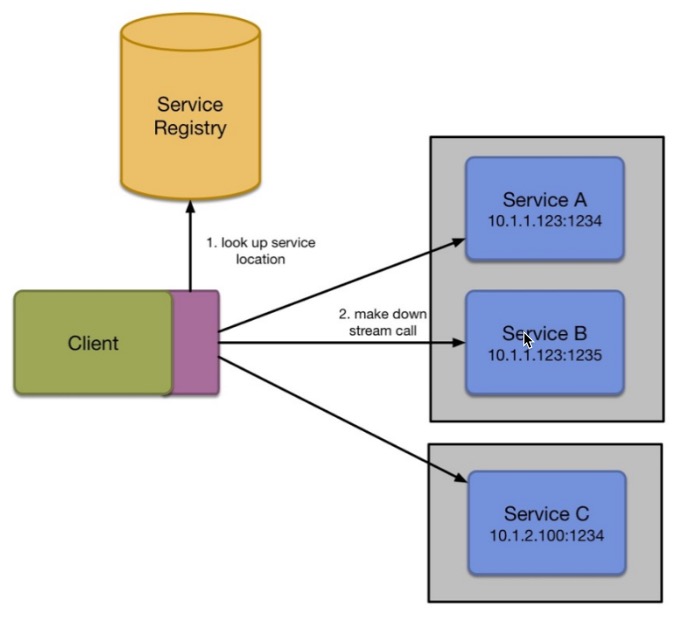 Service
Registry
1. look up service
location
Client
2. make down
stream call
Service A
10.1.1.123:1234
Service B
10.1.1.123:1235
Service C
10.1.2.100:1234